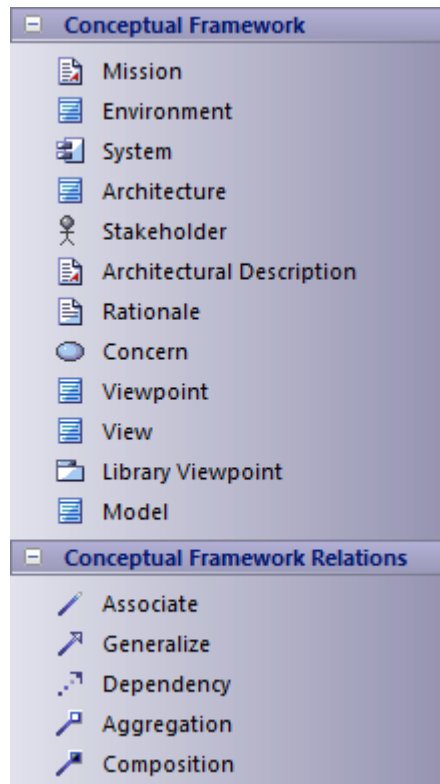 Conceptual Framework
Mission
Environment
System
Architecture
Stakeholder
Architectural Description
Rationale
Concern
Viewpoint
View
Library Viewpoint
Model
Conceptual Framework Relations
Associate
Generalize
Dependency
Aggregation
Composition